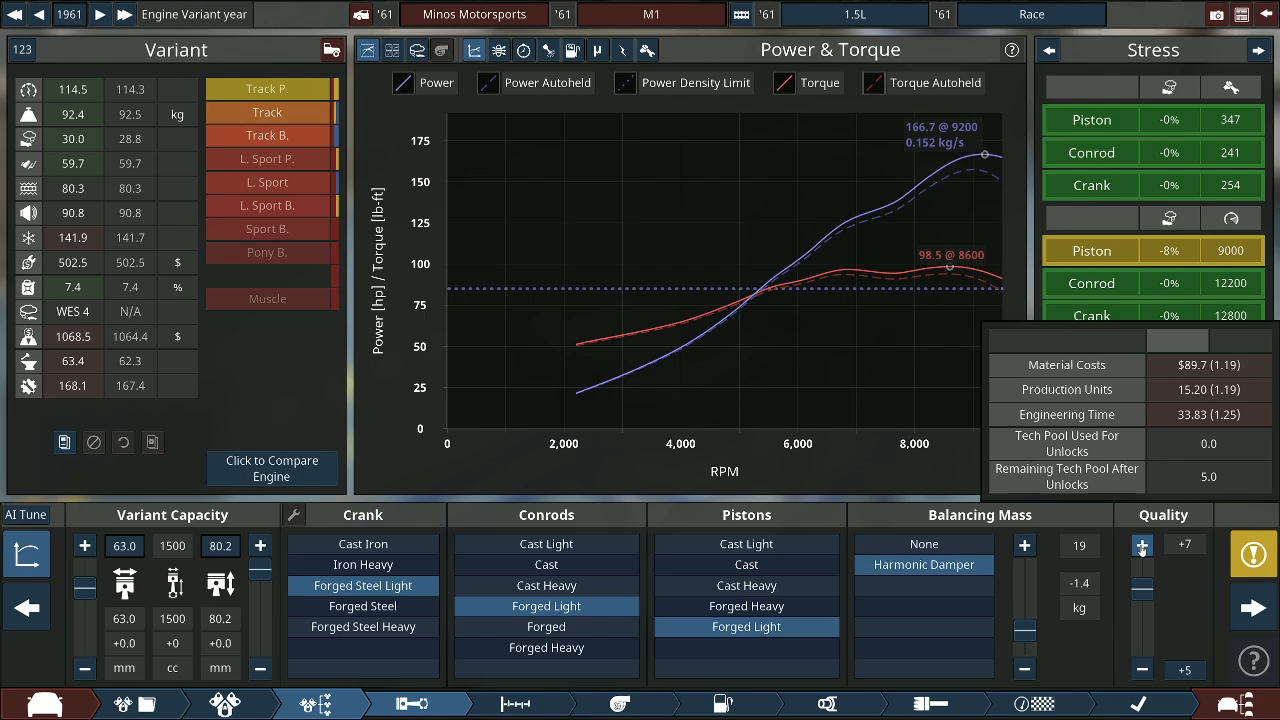 1961
Engine Variant year
'61
Minos Motorsports
'61
M1
'61
1.5L
'61
Race
123
Variant
114.5 114.3
92.4 92.5 kg
30.0 28.8
59.7 59.7
80.3 80.3
90.8 90.8
141.9 141.7
502.5 502.5 $
7.4 7.4 %
WES 4 N/A
1068.5 1064.4 $
63.4 62.3
168.1 167.4
Track P.
Track
Track B.
L. Sport P.
L. Sport
L. Sport B.
Sport B.
Pony B.
Muscle
Click to Compare
Engine
Power & Torque
Power
Power Autoheld
Power Density Limit
Torque
Torque Autoheld
Power [hp] / Torque [lb-ft]
175
150
125
100
75
50
25
0
166.7 @ 9200
0.152 kg/s
98.5 @ 8600
0 2,000 4,000 6,000 8,000
RPM
Stress
Piston -0% 347
Conrod -0% 241
Crank -0% 254
Piston -8% 9000
Conrod 12200
Crank 12800
Material Costs $89.7 (1.19)
Production Units 15.20 (1.19)
Engineering Time 33.83 (1.25)
Tech Pool Used For
Unlocks
0.0
Remaining Tech Pool After
Unlocks
5.0
AI Tune
Variant Capacity
+ 63.0 1500 80.2 +
63.0 1500 80.2
+0.0 +0 +0.0
mm cc mm
Crank
Cast Iron
Iron Heavy
Forged Steel Light
Forged Steel
Forged Steel Heavy
Conrods
Cast Light
Cast
Cast Heavy
Forged Light
Forged
Forged Heavy
Pistons
Cast Light
Cast
Cast Heavy
Forged Heavy
Forged Light
Balancing Mass
None
Harmonic Damper
+ 19
-1.4
kg
Quality
+ +7
+5